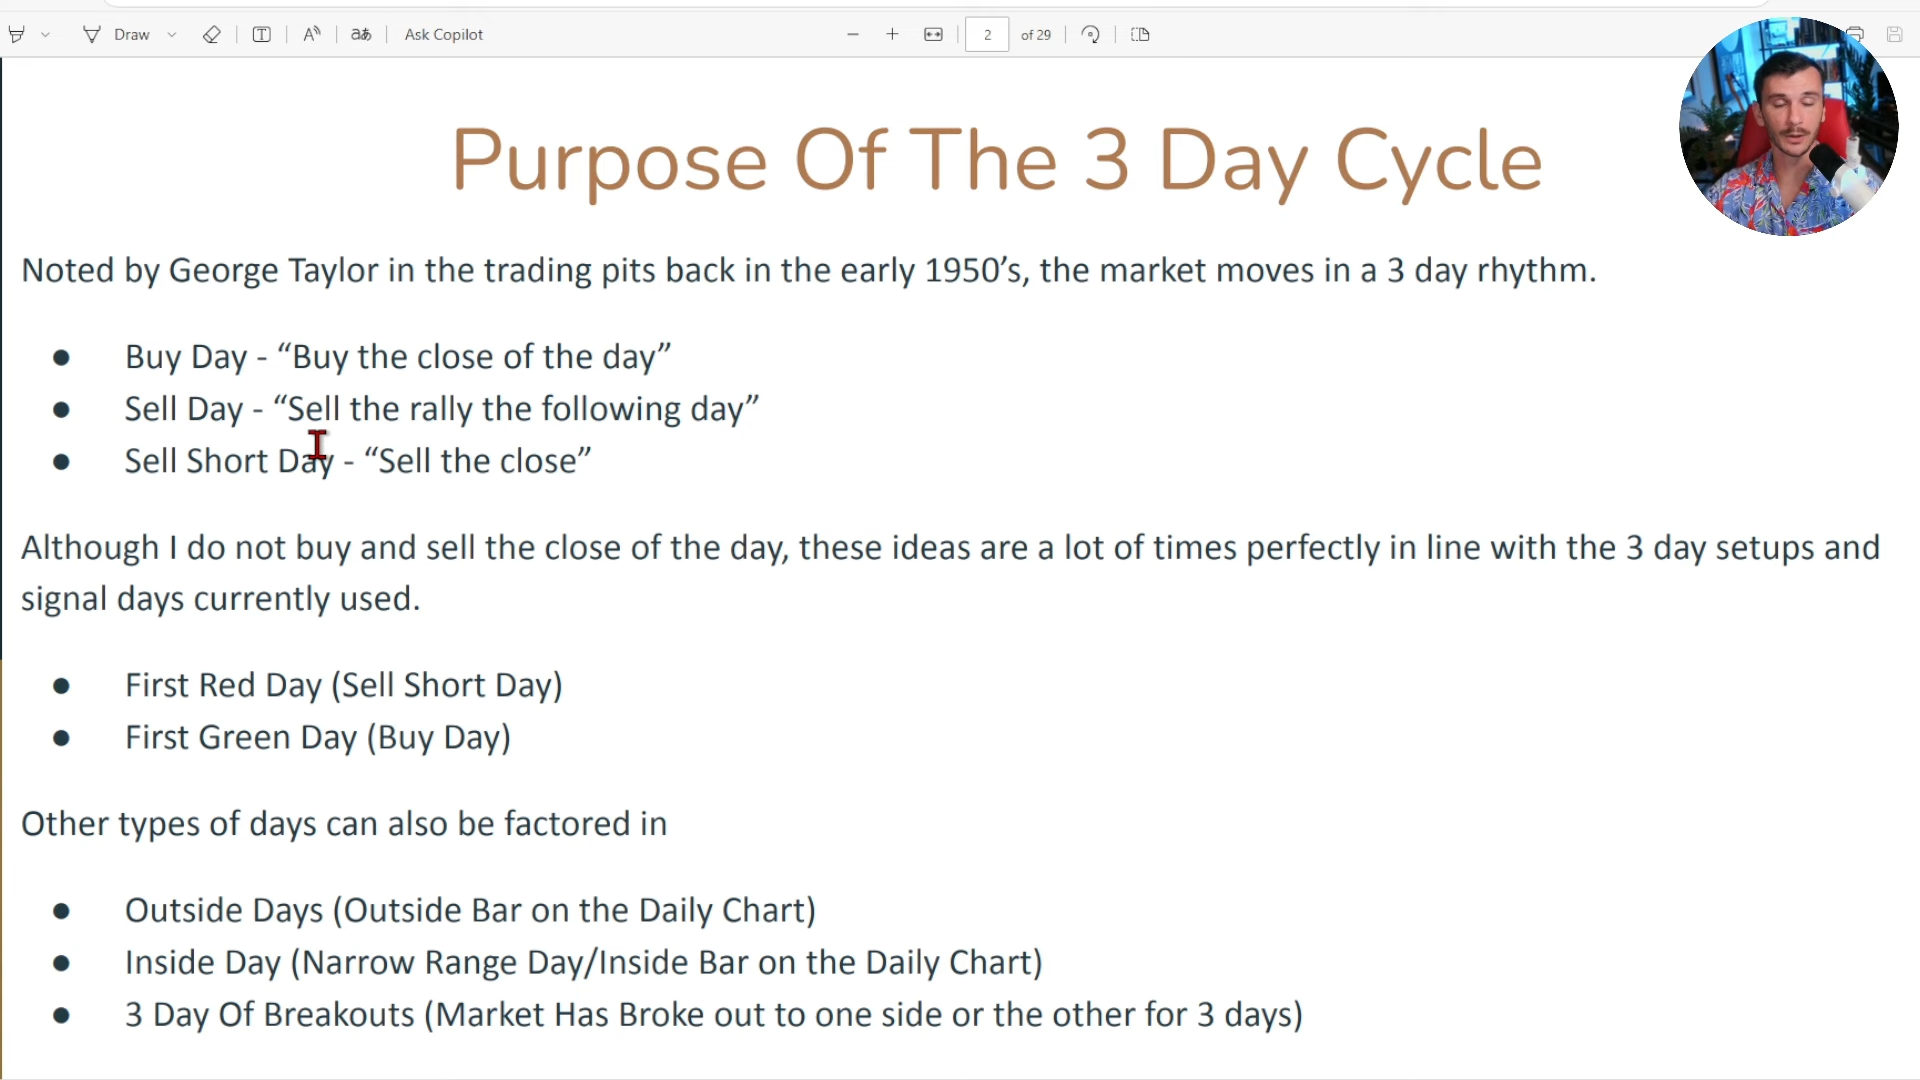 Draw
aあ
Ask Copilot
2
of 29
Purpose Of The 3 Day Cycle
Noted by George Taylor in the trading pits back in the early 1950’s, the market moves in a 3 day rhythm.
● Buy Day - “Buy the close of the day”
● Sell Day - “Sell the rally the following day”
● Sell Short Day - “Sell the close”
Although I do not buy and sell the close of the day, these ideas are a lot of times perfectly in line with the 3 day setups and
signal days currently used.
● First Red Day (Sell Short Day)
● First Green Day (Buy Day)
Other types of days can also be factored in
● Outside Days (Outside Bar on the Daily Chart)
● Inside Day (Narrow Range Day/Inside Bar on the Daily Chart)
● 3 Day Of Breakouts (Market Has Broke out to one side or the other for 3 days)